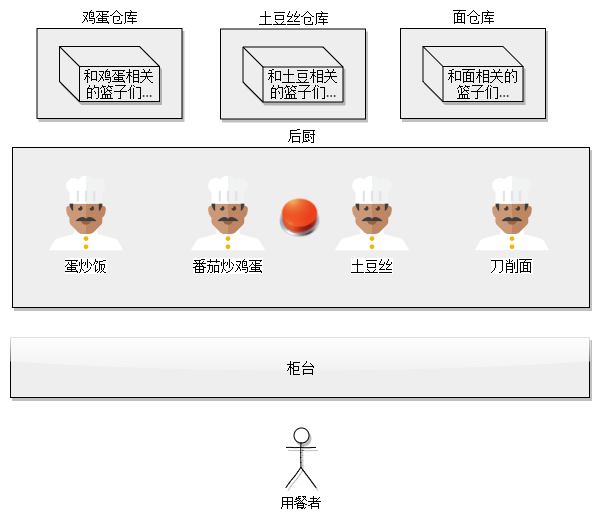 鸡蛋仓库
土豆丝仓库
面仓库
和鸡蛋相关
的篮子们...
和土豆相关
的篮子们...
和面相关的
篮子们...
后厨
蛋炒饭
番茄炒鸡蛋
土豆丝
刀削面
柜台
用餐者